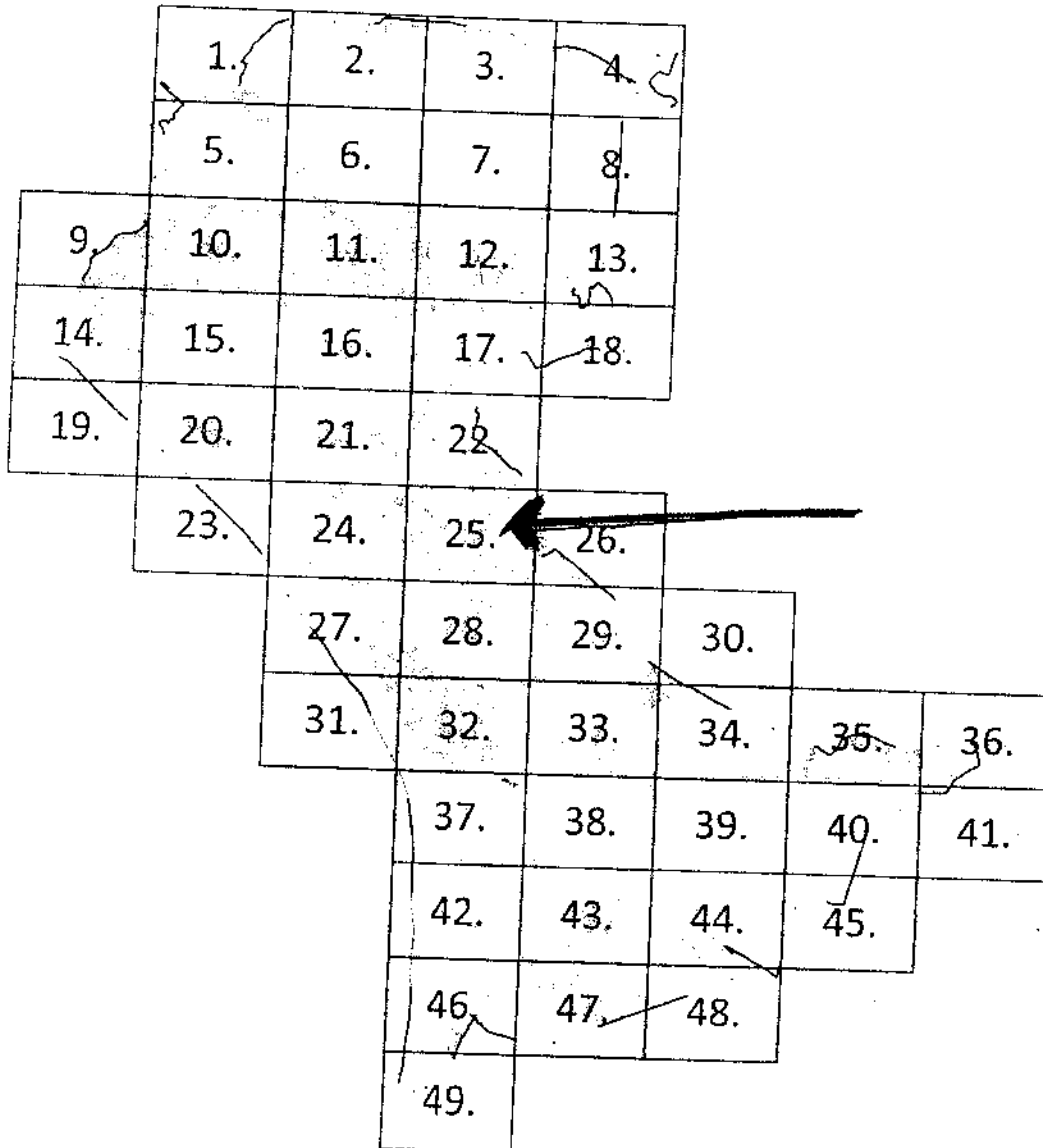 1. 2. 3. 4.
5. 6. 7. 8.
9. 10. 11. 12. 13.
14. 15. 16. 17. 18.
19. 20. 21. 22
23. 24. 25. 26.
27. 28. 29. 30.
31. 32. 33. 34. 35. 36.
37. 38. 39. 40. 41.
42. 43. 44. 45.
46. 47. 48.
49.